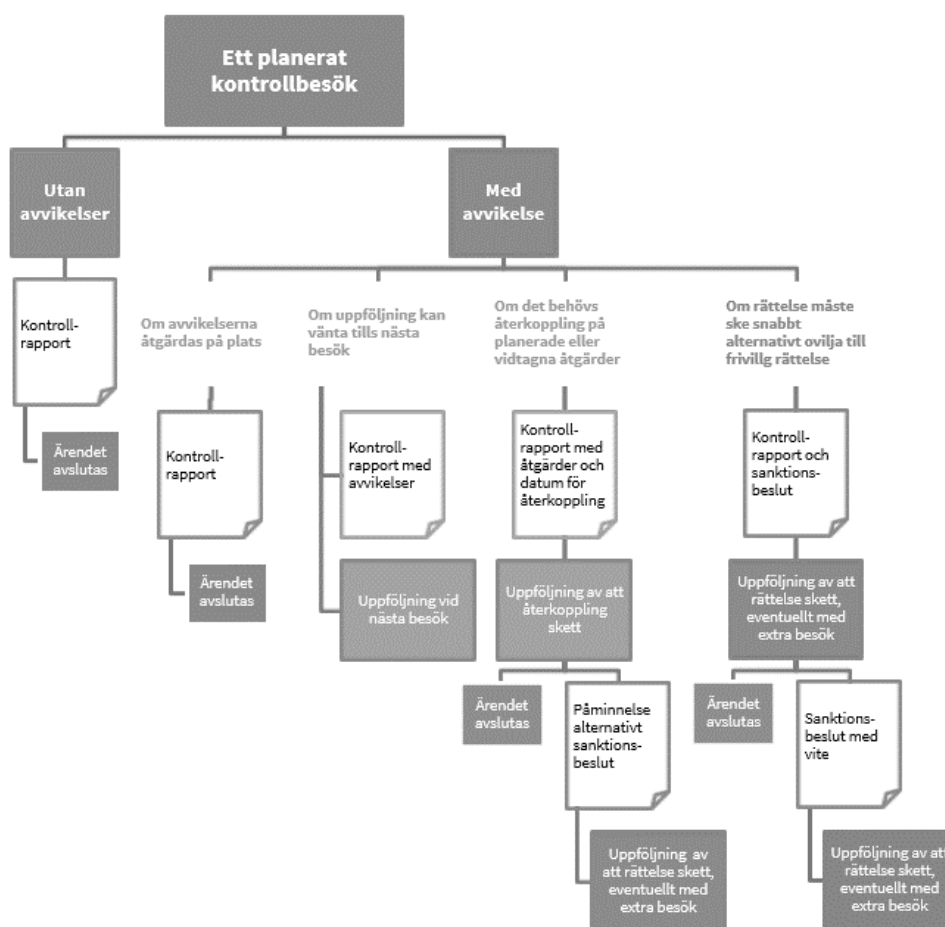 Ett planerat
kontrollbesök
Utan
avvikelser
Med
avvikelse
Kontroll-
rapport
Ärendet
avslutas
Om avvikelserna
åtgärdas på plats
Kontroll-
rapport
Ärendet
avslutas
Om uppföljning kan
vänta tills nästa
besök
Kontroll-
rapport med
avvikelser
Uppföljning vid
nästa besök
Om det behövs
återkoppling på
planerade eller
vidtagna åtgärder
Kontroll-
rapport med
åtgärder och
datum för
återkoppling
Uppföljning av att
återkoppling
skett
Ärendet
avslutas
Påminnelse
alternativt
sanktions-
beslut
Uppföljning av
att rättelse skett,
eventuellt med
extra besök
Om rättelse måste
ske snabbt
alternativt ovilja till
frivillg rättelse
Kontroll-
rapport och
sanktions-
beslut
Uppföljning av att
rättelse skett,
eventuellt med
extra besök
Ärendet
avslutas
Sanktions-
beslut med
vite
Uppföljning av att
rättelse skett,
eventuellt med
extra besök